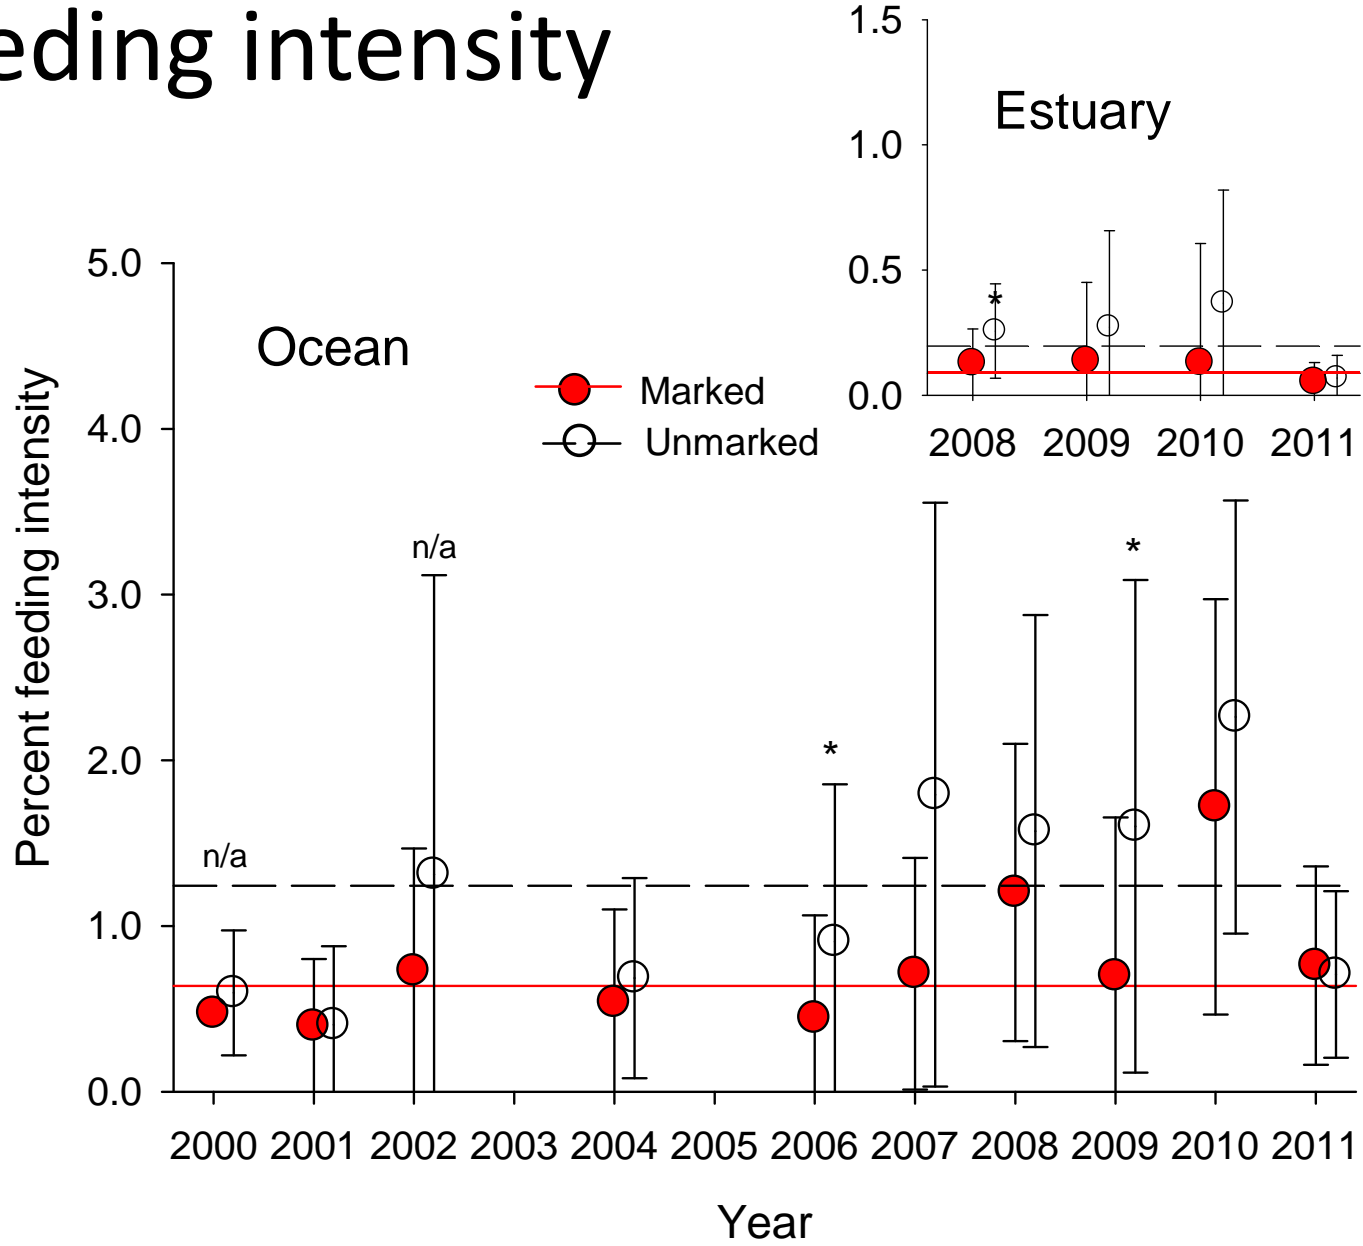 eding intensity
1.5
Estuary
1.0
0.5
*
0.0
2008 2009 2010 2011
5.0
Ocean
Marked
4.0
Unmarked
n/a
3.0
*
2.0
*
n/a
1.0
0.0
Percent feeding intensity
2000 2001 2002 2003 2004 2005 2006 2007 2008 2009 2010 2011
Year